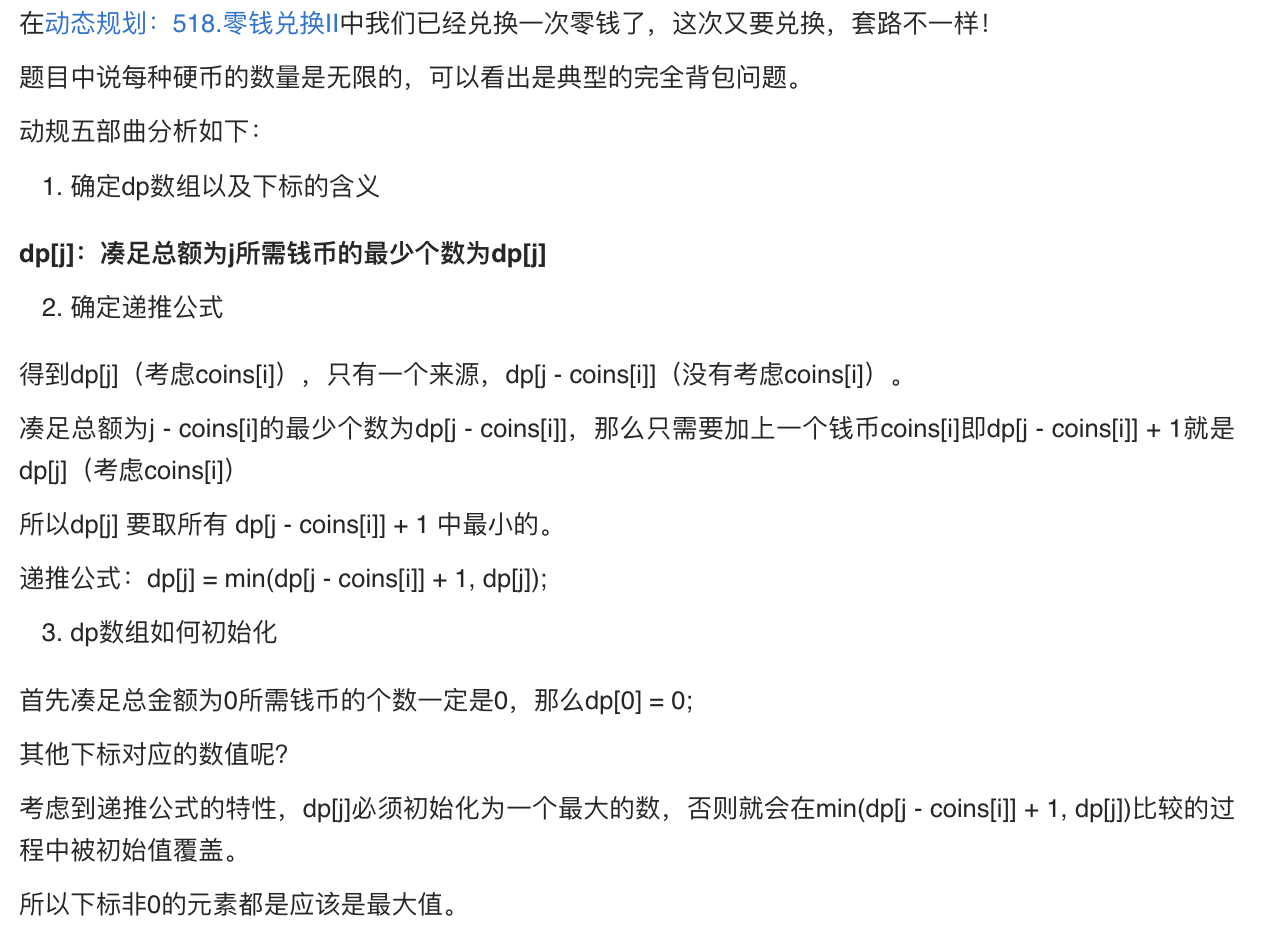 在动态规划：518.零钱兑换II中我们已经兑换一次零钱了，这次又要兑换，套路不一样！
题目中说每种硬币的数量是无限的，可以看出是典型的完全背包问题。
动规五部曲分析如下：
1. 确定dp数组以及下标的含义
dp[j]：凑足总额为j所需钱币的最少个数为dp[j]
2. 确定递推公式
得到dp[j]（考虑coins[i]），只有一个来源，dp[j - coins[i]]（没有考虑coins[i]）。
凑足总额为j - coins[i]的最少个数为dp[j - coins[i]]，那么只需要加上一个钱币coins[i]即dp[j - coins[i]] + 1就是
dp[j]（考虑coins[i]）
所以dp[j] 要取所有 dp[j - coins[i]] + 1 中最小的。
递推公式：dp[j] = min(dp[j - coins[i]] + 1, dp[j]);
3. dp数组如何初始化
首先凑足总金额为0所需钱币的个数一定是0，那么dp[0] = 0;
其他下标对应的数值呢？
考虑到递推公式的特性，dp[j]必须初始化为一个最大的数，否则就会在min(dp[j - coins[i]] + 1, dp[j])比较的过
程中被初始值覆盖。
所以下标非0的元素都是应该是最大值。